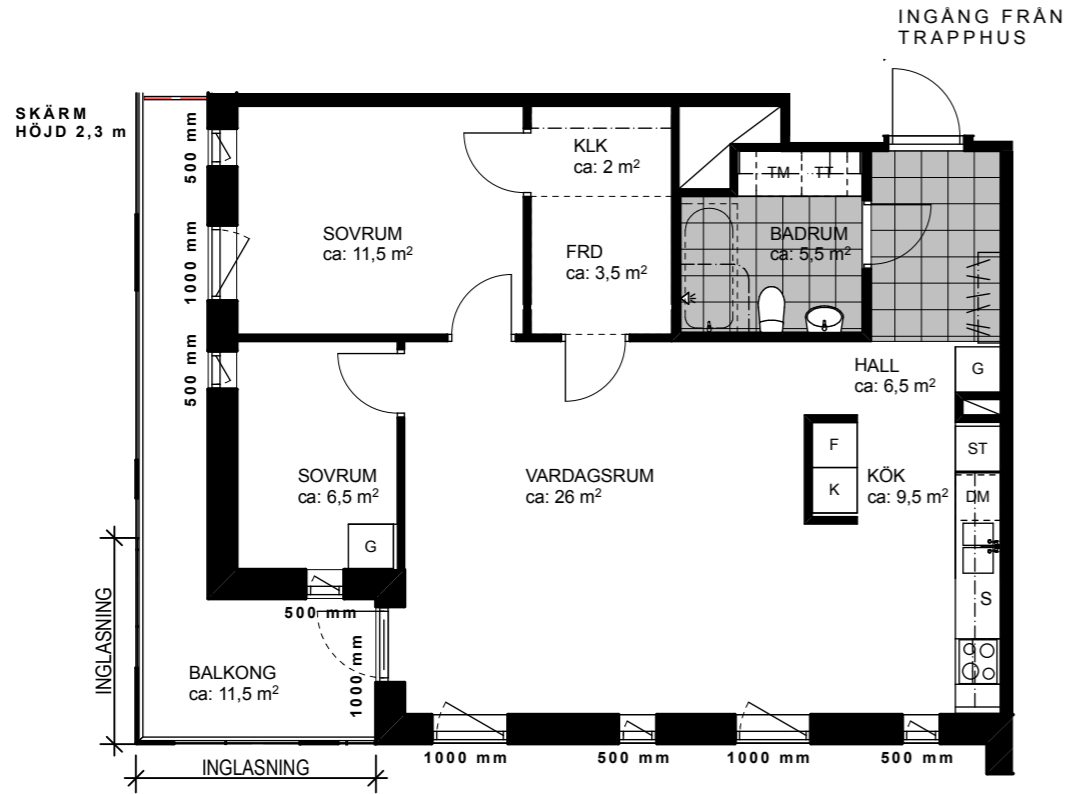 INGÅNG FRÅN
TRAPPHUS
SKÄRM
HÖJD 2,3 m
500 mm
1000 mm
500 mm
KLK
ca: 2 m²
TM
TT
SOVRUM
ca: 11,5 m²
FRD
ca: 3,5 m²
BADRUM
ca: 5,5 m²
HALL
ca: 6,5 m²
G
F
K
KÖK
ca: 9,5 m²
ST
DM
S
SOVRUM
ca: 6,5 m²
G
VARDAGSRUM
ca: 26 m²
500 mm
1000 mm
BALKONG
ca: 11,5 m²
INGLASNING
INGLASNING
1000 mm
500 mm
1000 mm
500 mm